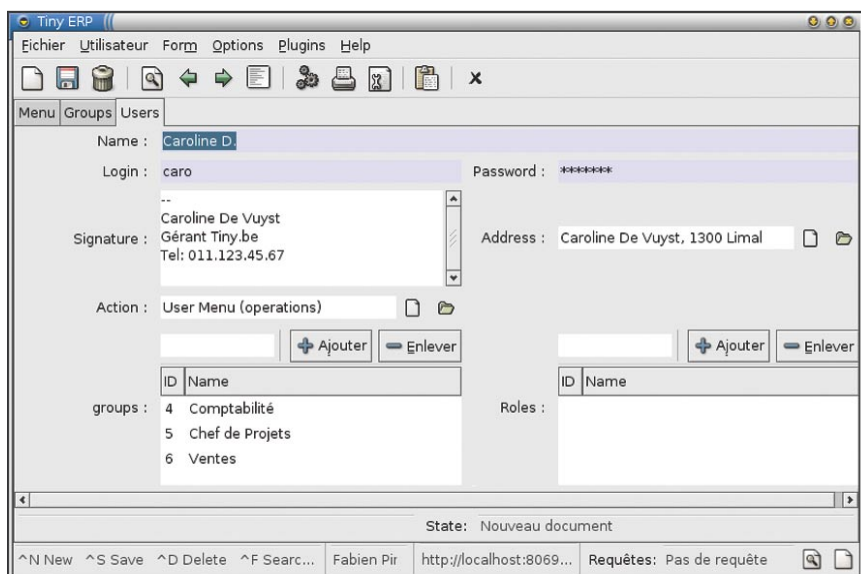 Tiny ERP
Fichier Utilisateur Form Options Plugins Help
Menu Groups Users
Name : Caroline D.
Login : caro Password : ********
Signature : --
Caroline De Vuyst
Gérant Tiny.be
Tel: 011.123.45.67
Address : Caroline De Vuyst, 1300 Limal
Action : User Menu (operations)
Ajouter Enlever Ajouter Enlever
ID Name ID Name
groups : 4 Comptabilité Roles :
5 Chef de Projets
6 Ventes
State: Nouveau document
^N New ^S Save ^D Delete ^F Searc... Fabien Pir http://localhost:8069... Requêtes: Pas de requête